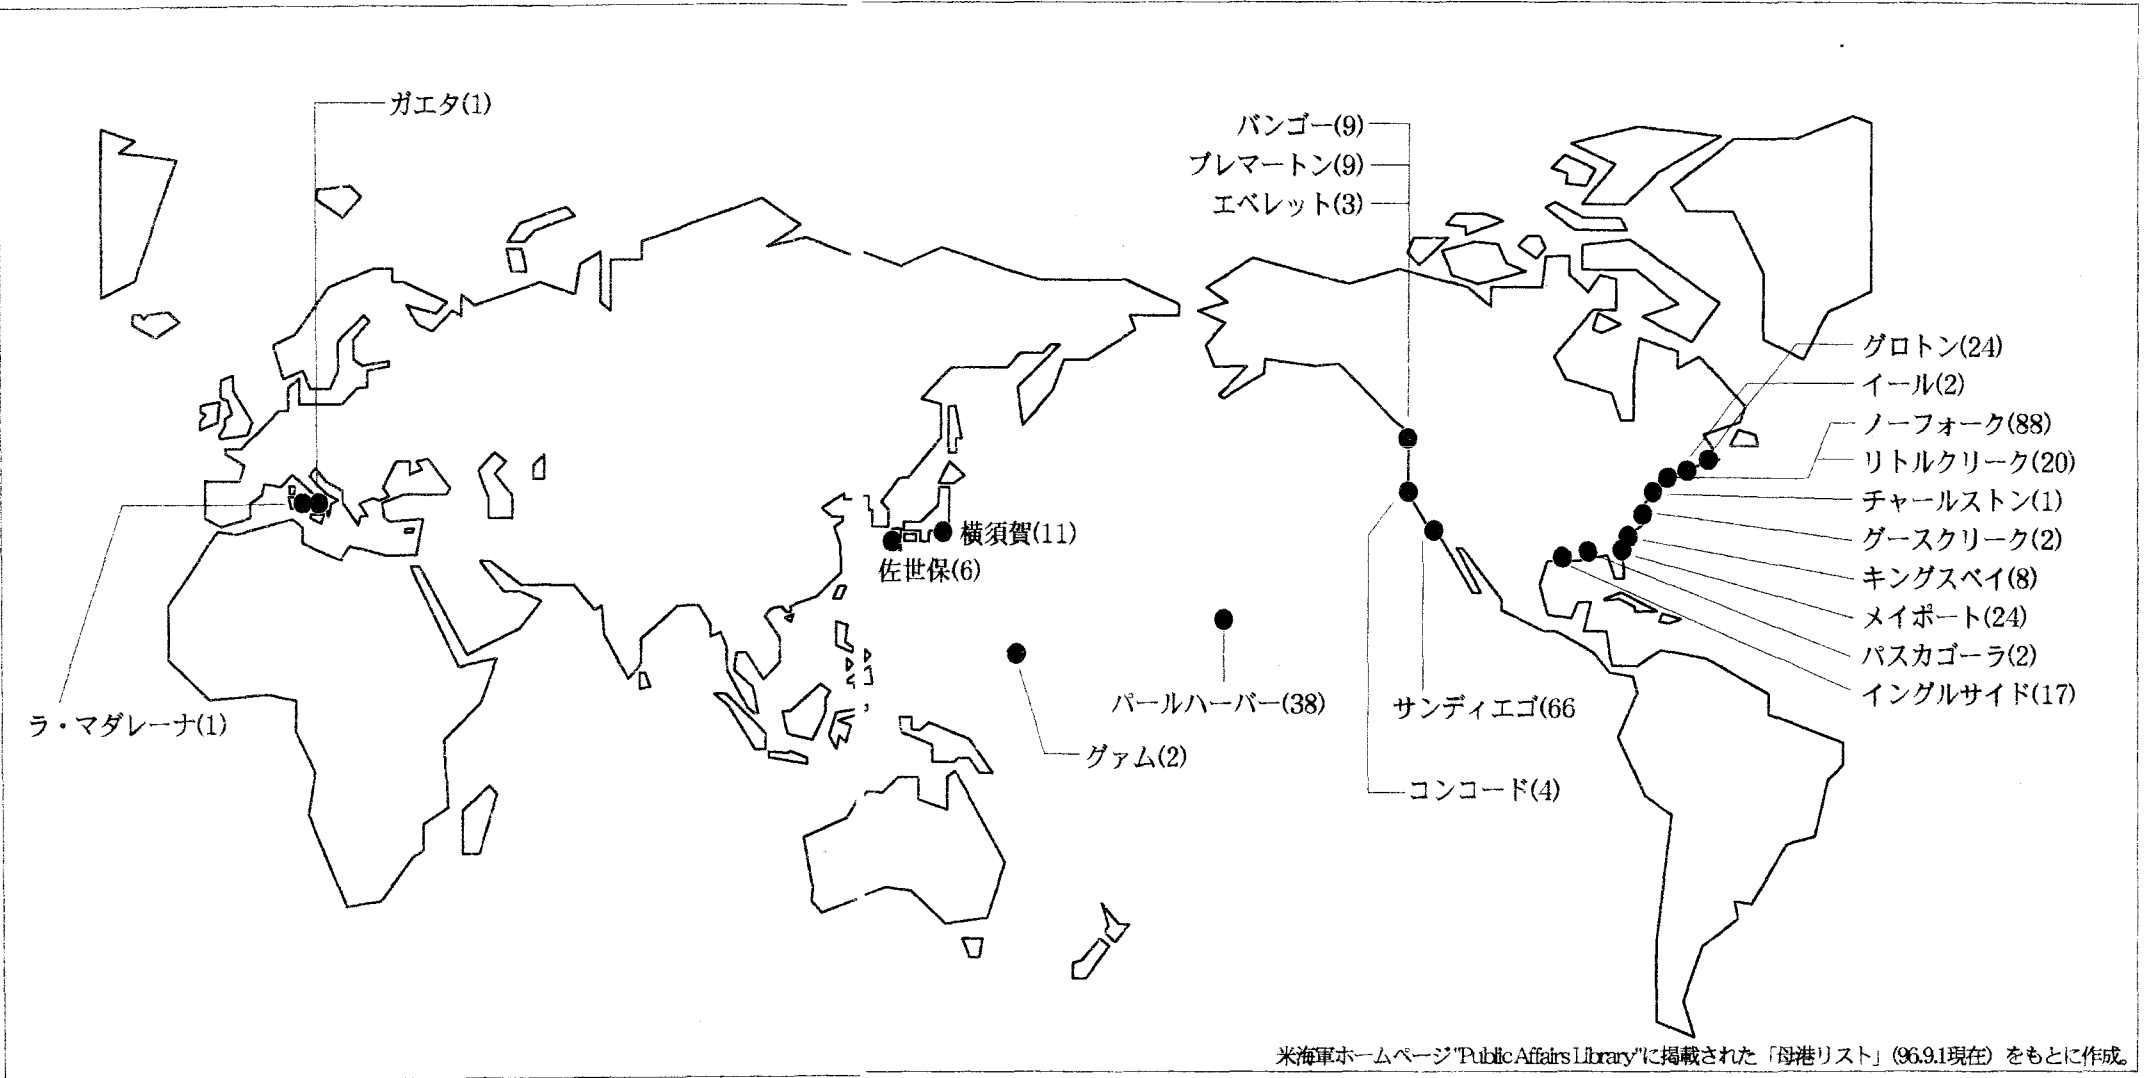 ガエタ(1)
バンゴー(9)
ブレマートン(9)
エベレット(3)
グロトン(24)
イール(2)
ノーフォーク(88)
リトルクリーク(20)
チャールストン(1)
グースクリーク(2)
キングスベイ(8)
メイポート(24)
パスカゴーラ(2)
イングルサイド(17)
横須賀(11)
佐世保(6)
ラ・マダレーナ(1)
パールハーバー(38)
グァム(2)
サンディエゴ(66
コンコード(4)
米海軍ホームページ"Public Affairs Library"に掲載された「母港リスト」(96.9.1現在）をもとに作成。